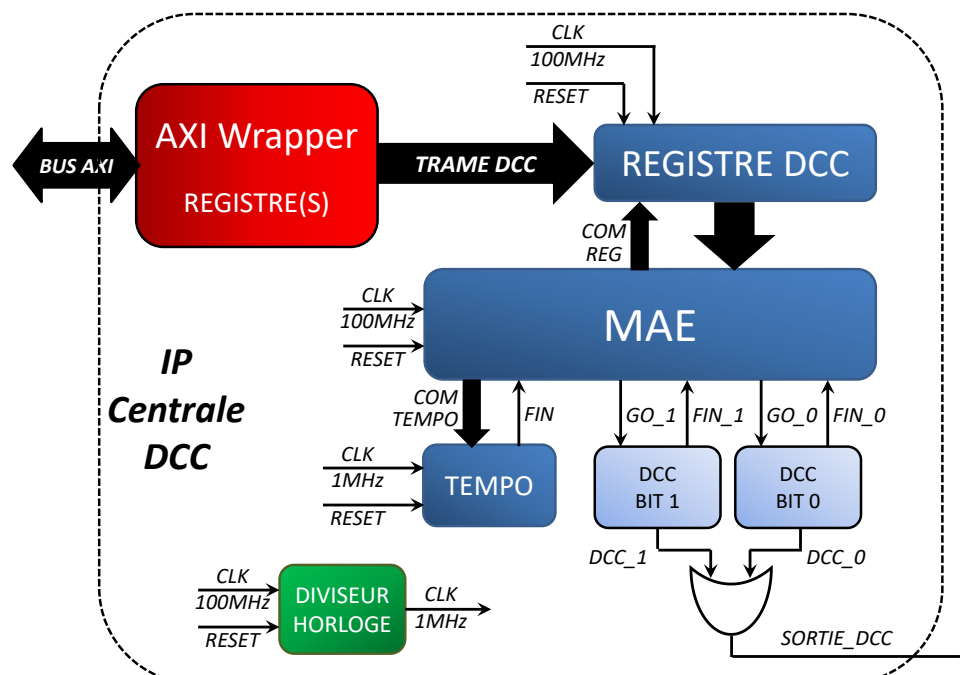 CLK
100MHz
RESET
AXI Wrapper
REGISTRE(S)
BUS AXI
TRAME DCC
REGISTRE DCC
COM
REG
CLK
100MHz
RESET
MAE
IP
Centrale
DCC
COM
TEMPO
FIN
GO_1
FIN_1
GO_0
FIN_0
CLK
1MHz
RESET
TEMPO
DCC
BIT 1
DCC
BIT 0
DCC_1
DCC_0
CLK
100MHz
RESET
DIVISEUR
HORLOGE
CLK
1MHz
SORTIE_DCC